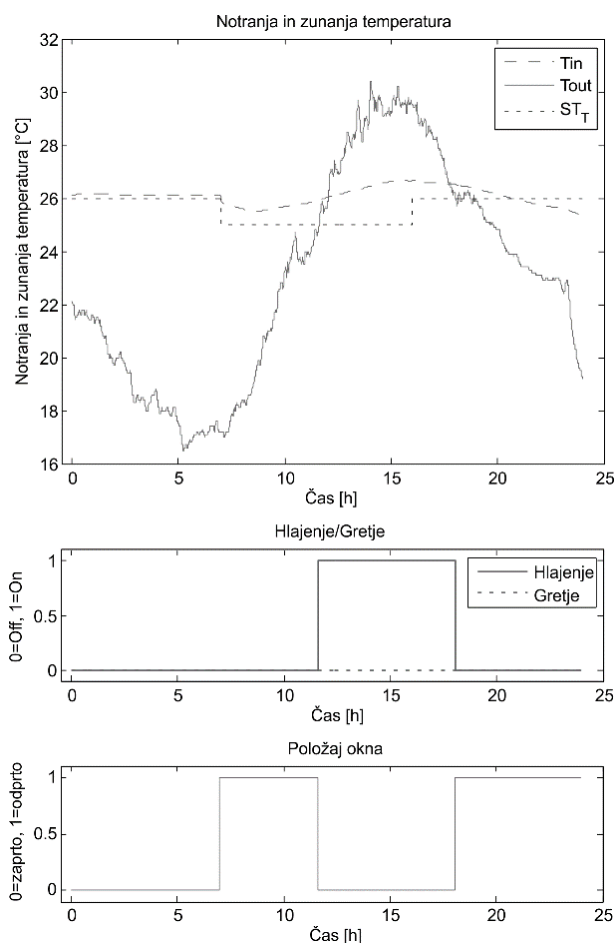 Notranja in zunanja temperatura
Notranja in zunanja temperatura [°C]
32
30
28
26
24
22
20
18
16
Tin
Tout
ST_T
0 5 10 15 20 25
Čas [h]
Hlajenje/Gretje
0=Off, 1=On
1
0.5
0
Hlajenje
Gretje
0 5 10 15 20 25
Čas [h]
Položaj okna
0=zaprto, 1=odprto
1
0.5
0
0 5 10 15 20 25
Čas [h]